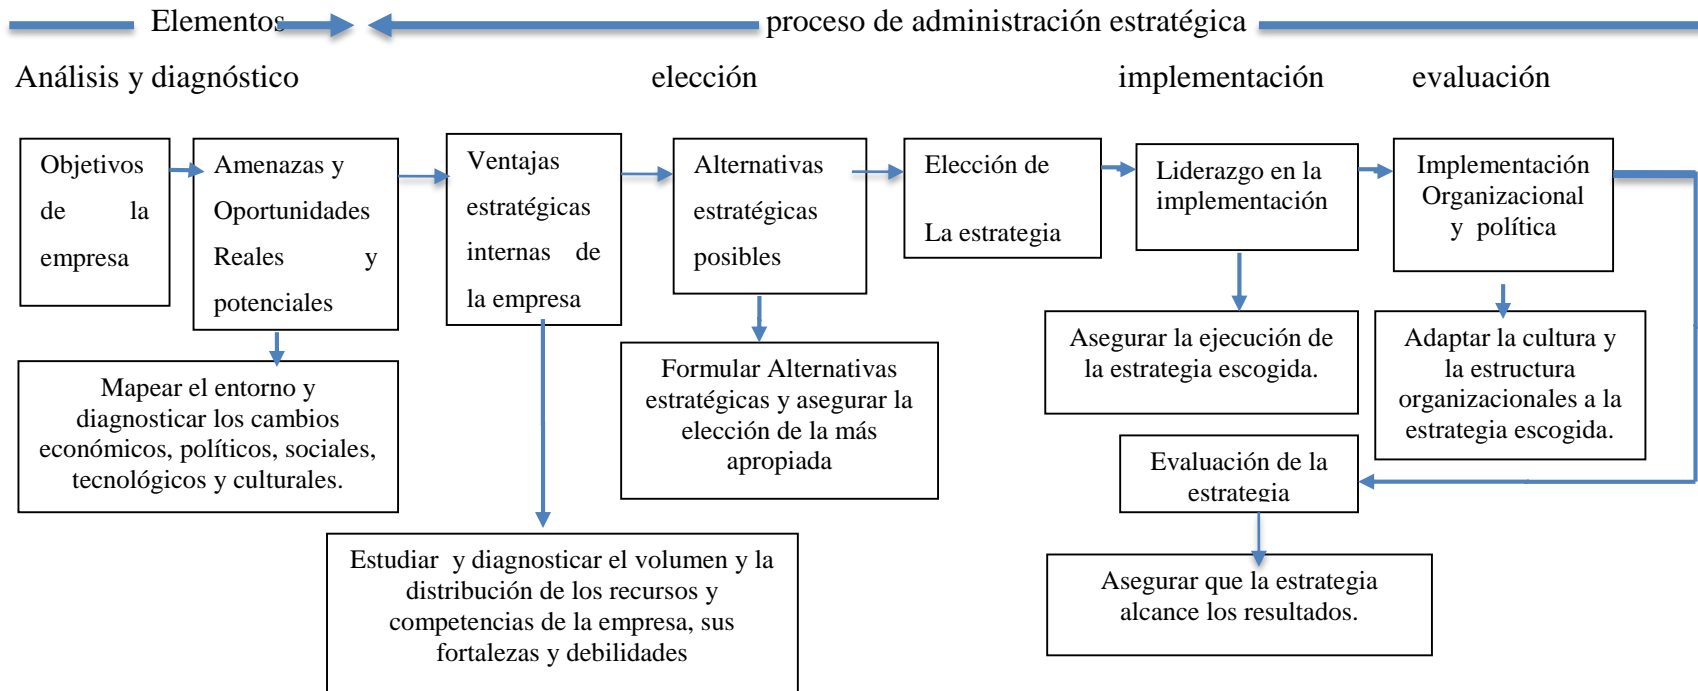 Elementos proceso de administración estratégica
Análisis y diagnóstico elección implementación evaluación
Objetivos
de la
empresa
Amenazas y
Oportunidades
Reales y
potenciales
Ventajas
estratégicas
internas de
la empresa
Alternativas
estratégicas
posibles
Elección de
La estrategia
Liderazgo en la
implementación
Implementación
Organizacional
y política
Mapear el entorno y
diagnosticar los cambios
económicos, políticos, sociales,
tecnológicos y culturales.
Formular Alternativas
estratégicas y asegurar la
elección de la más
apropiada
Asegurar la ejecución de
la estrategia escogida.
Adaptar la cultura y
la estructura
organizacionales a la
estrategia escogida.
Evaluación de la
estrategia
Estudiar y diagnosticar el volumen y la
distribución de los recursos y
competencias de la empresa, sus
fortalezas y debilidades
Asegurar que la estrategia
alcance los resultados.